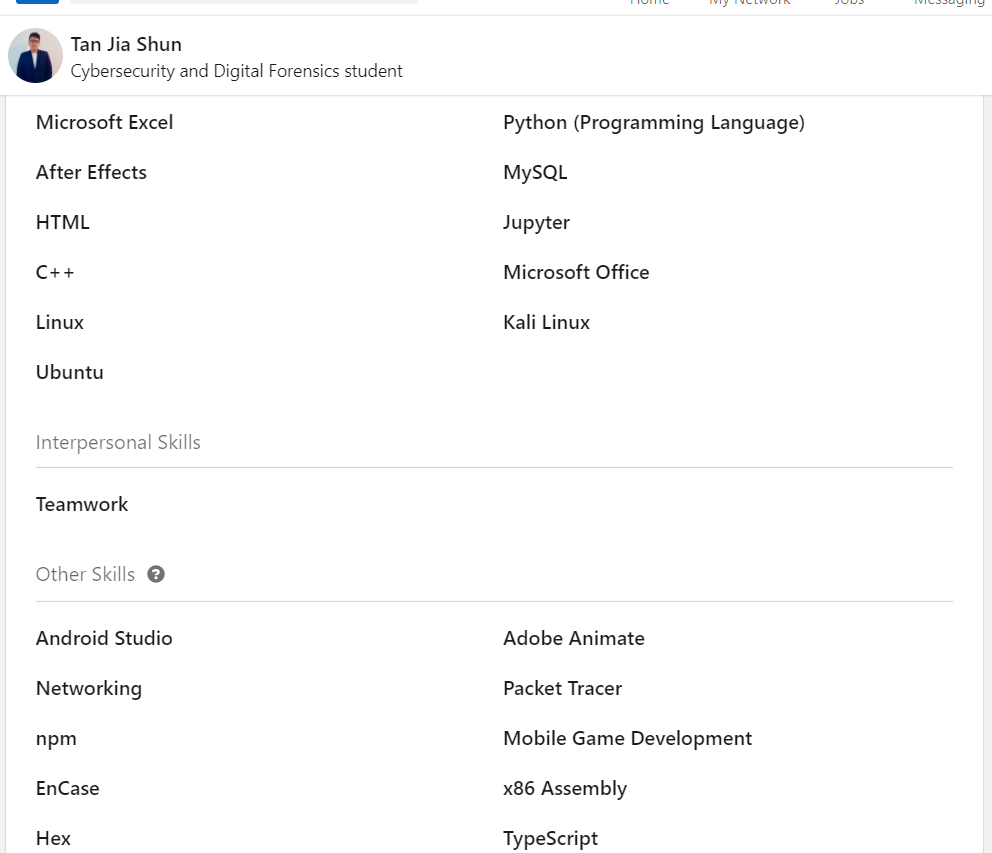 Home My Network Jobs Messaging
Tan Jia Shun
Cybersecurity and Digital Forensics student
Microsoft Excel Python (Programming Language)
After Effects MySQL
HTML Jupyter
C++ Microsoft Office
Linux Kali Linux
Ubuntu
Interpersonal Skills
Teamwork
Other Skills ?
Android Studio Adobe Animate
Networking Packet Tracer
npm Mobile Game Development
EnCase x86 Assembly
Hex TypeScript